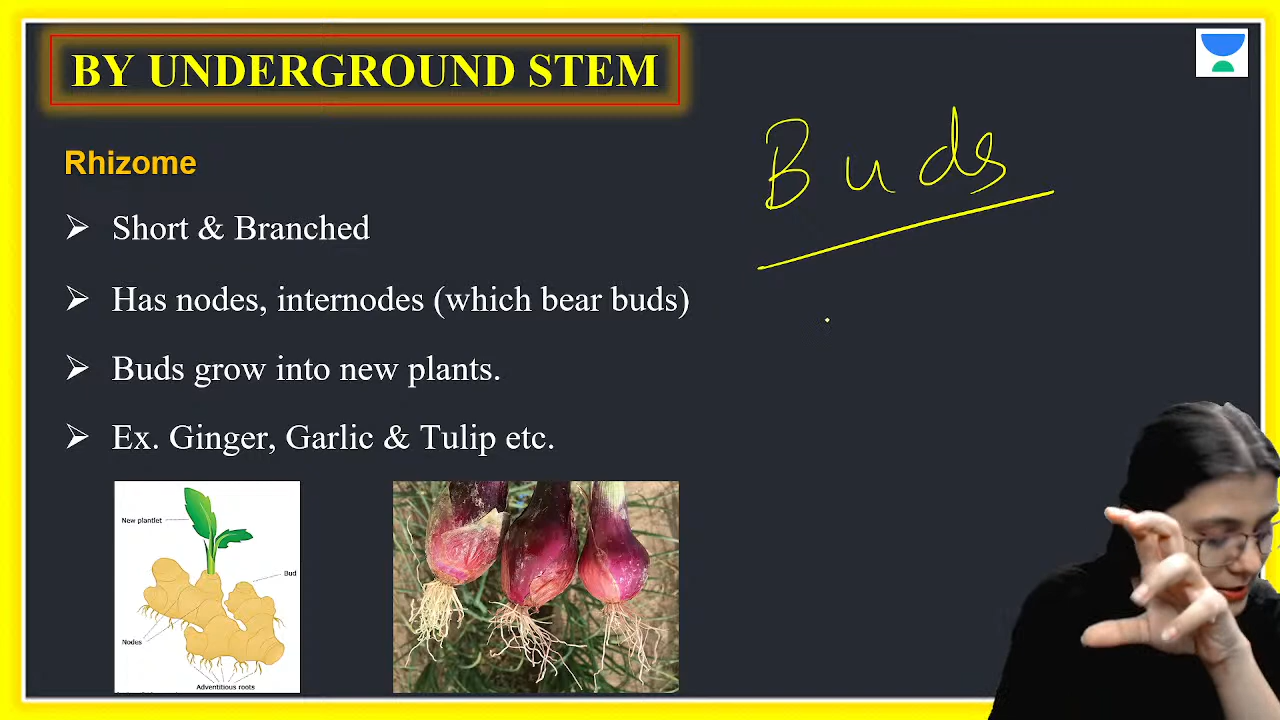 BY UNDERGROUND STEM
Buds
Rhizome
➢ Short & Branched
➢ Has nodes, internodes (which bear buds)
➢ Buds grow into new plants.
➢ Ex. Ginger, Garlic & Tulip etc.
New plantlet
Bud
Nodes
Adventitious roots